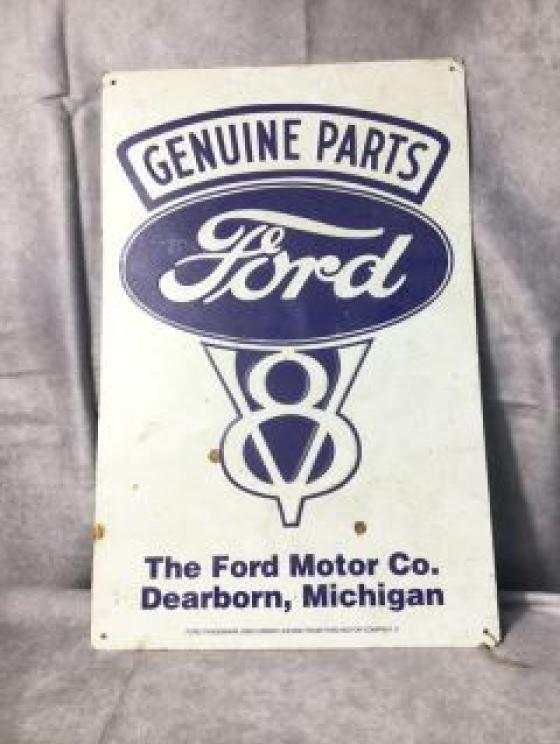 GENUINE PARTS
Ford
V8
The Ford Motor Co.
Dearborn, Michigan